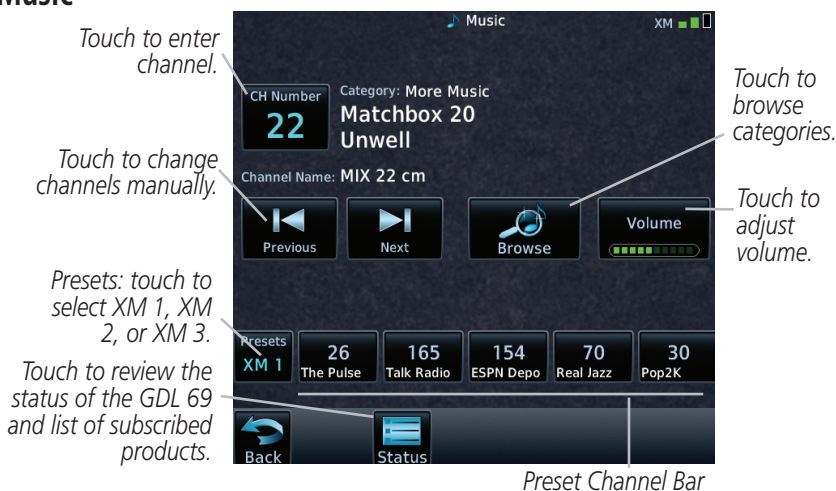 Music
Touch to enter
channel.
Music
XM
CH Number
22
Category: More Music
Matchbox 20
Unwell
Touch to
browse
categories.
Touch to change
channels manually.
Channel Name: MIX 22 cm
Previous
Next
Browse
Volume
Touch to
adjust
volume.
Presets: touch to
select XM 1, XM
2, or XM 3.
Presets
XM 1
26
The Pulse
165
Talk Radio
154
ESPN Depo
70
Real Jazz
30
Pop2K
Touch to review the
status of the GDL 69
and list of subscribed
products.
Back
Status
Preset Channel Bar